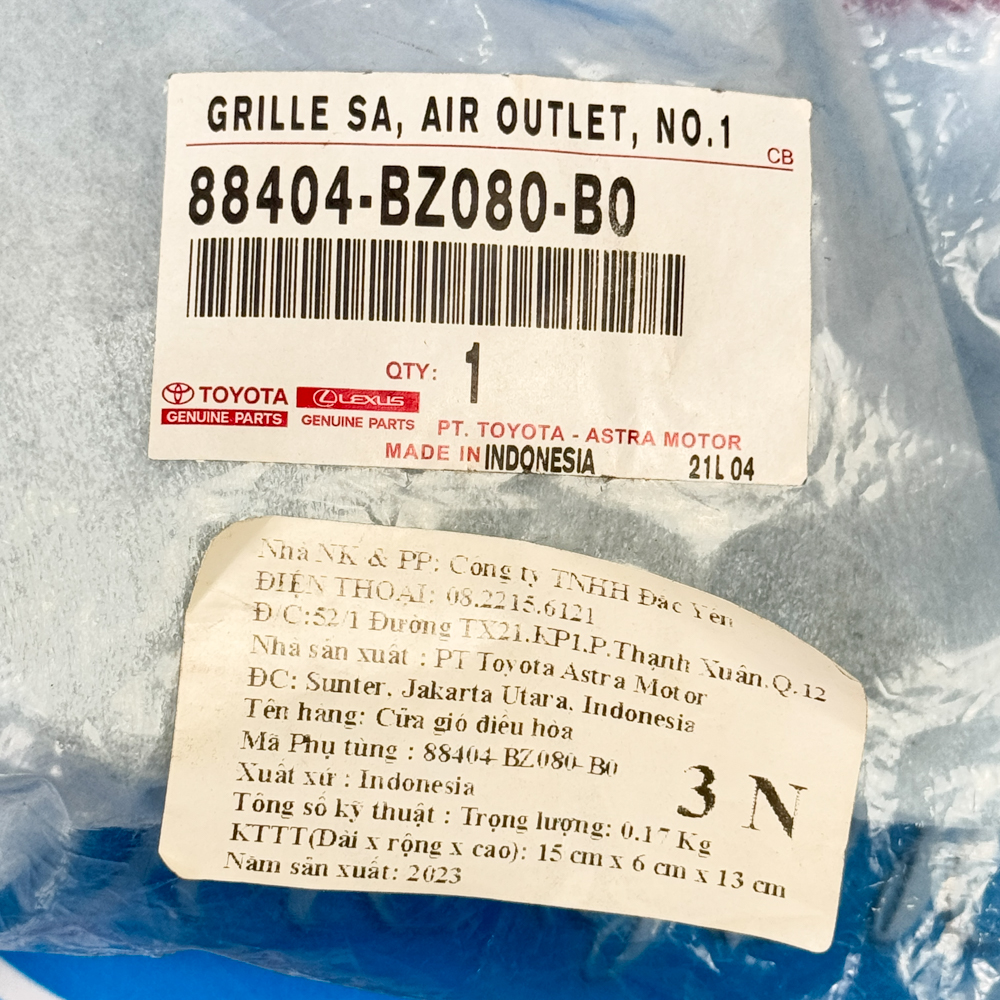 GRILLE SA, AIR OUTLET, NO.1
CB
88404-BZ080-B0
QTY: 1
TOYOTA LEXUS
GENUINE PARTS GENUINE PARTS
PT. TOYOTA - ASTRA MOTOR
MADE IN INDONESIA 21L 04
Nhà NK & PP: Công ty TNHH Đắc Yên
ĐIỆN THOẠI: 08.2215.6121
Đ/C:52/1 Đường TX21.KP1.P.Thạnh Xuân.Q.12
Nhà sản xuất : PT Toyota Astra Motor
ĐC: Sunter. Jakarta Utara. Indonesia
Tên hàng: Cửa gió điều hòa
Mã Phụ tùng : 88404-BZ080-B0
Xuất xứ : Indonesia
3 N
Tông số kỹ thuật : Trọng lượng: 0.17 Kg
KTTT(Dài x rộng x cao): 15 cm x 6 cm x 13 cm
Năm sản xuất: 2023